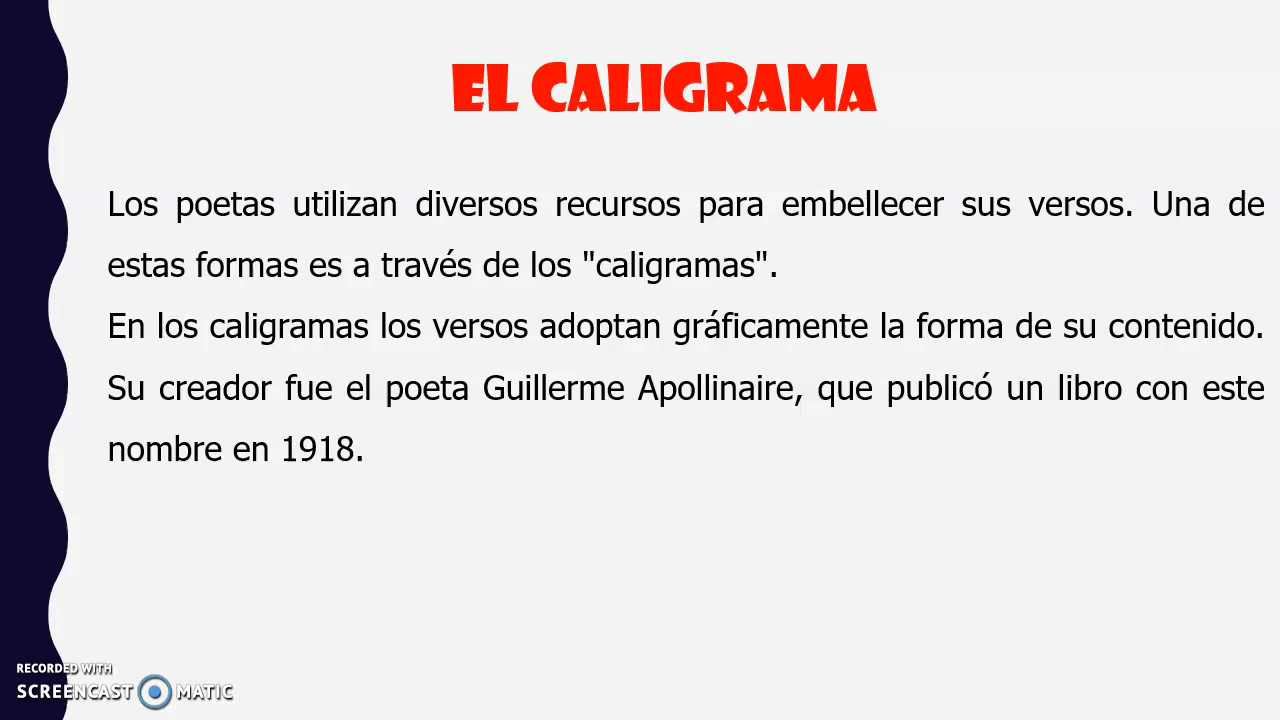 EL CALIGRAMA
Los poetas utilizan diversos recursos para embellecer sus versos. Una de
estas formas es a través de los "caligramas".
En los caligramas los versos adoptan gráficamente la forma de su contenido.
Su creador fue el poeta Guillerme Apollinaire, que publicó un libro con este
nombre en 1918.
RECORDED WITH
SCREENCAST MATIC